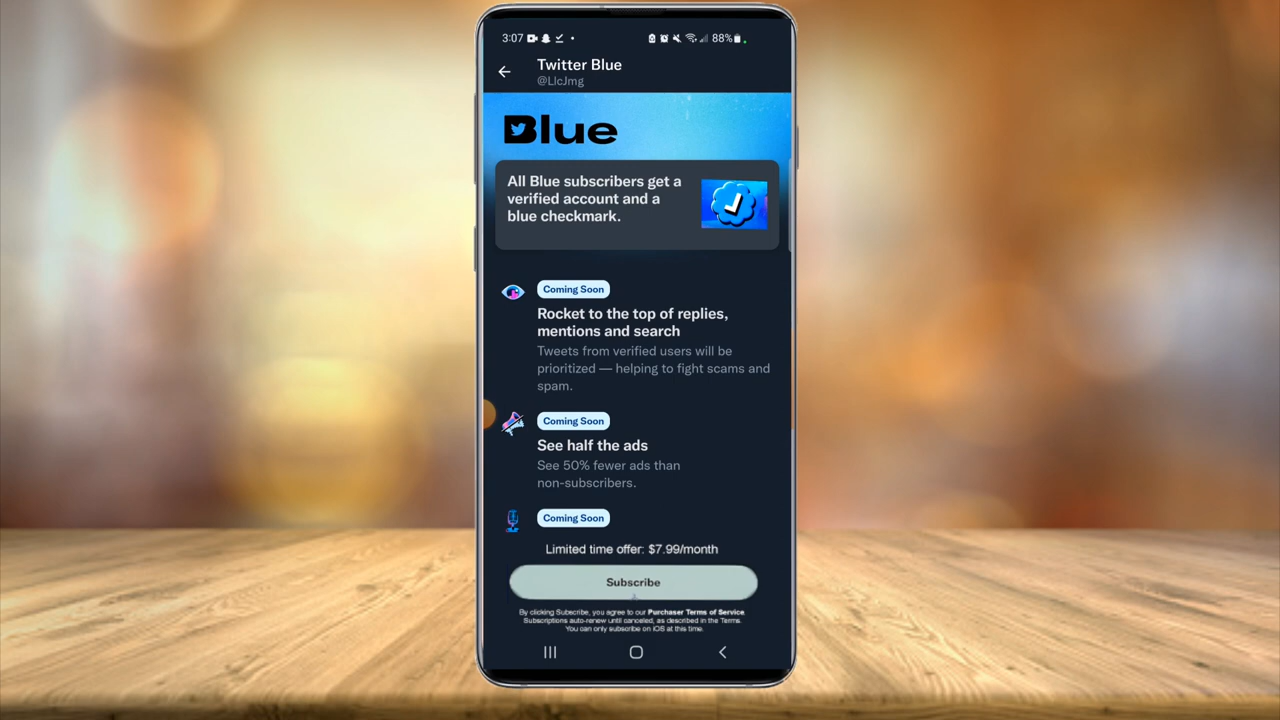 3:07
88%
Twitter Blue
@LlcJmg
Blue
All Blue subscribers get a
verified account and a
blue checkmark.
Coming Soon
Rocket to the top of replies,
mentions and search
Tweets from verified users will be
prioritized — helping to fight scams and
spam.
Coming Soon
See half the ads
See 50% fewer ads than
non-subscribers.
Coming Soon
Limited time offer: $7.99/month
Subscribe
By clicking Subscribe, you agree to our Purchaser Terms of Service.
Subscriptions auto-renew until canceled, as described in the Terms.
You can only subscribe on iOS at this time.